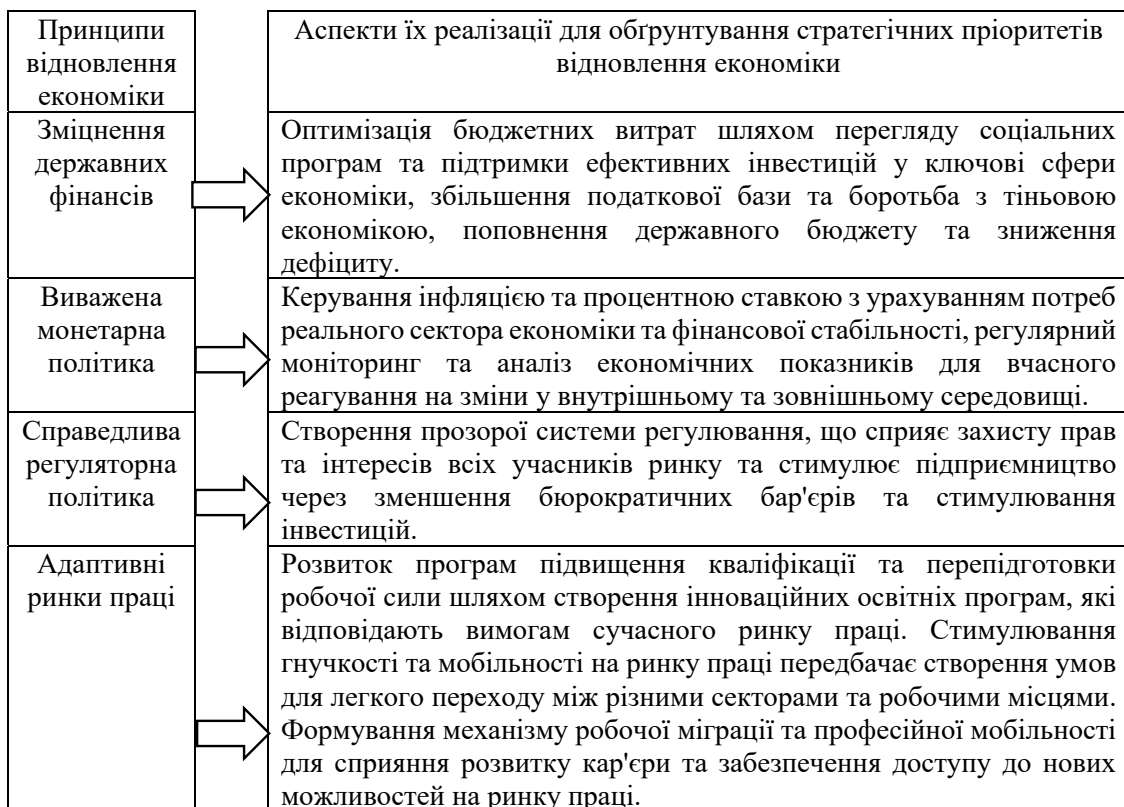 Принципи
відновлення
економіки
Аспекти їх реалізації для обґрунтування стратегічних пріоритетів
відновлення економіки
Зміцнення
державних
фінансів
Оптимізація бюджетних витрат шляхом перегляду соціальних
програм та підтримки ефективних інвестицій у ключові сфери
економіки, збільшення податкової бази та боротьба з тіньовою
економікою, поповнення державного бюджету та зниження
дефіциту.
Виважена
монетарна
політика
Керування інфляцією та процентною ставкою з урахуванням потреб
реального сектора економіки та фінансової стабільності, регулярний
моніторинг та аналіз економічних показників для вчасного
реагування на зміни у внутрішньому та зовнішньому середовищі.
Справедлива
регуляторна
політика
Створення прозорої системи регулювання, що сприяє захисту прав
та інтересів всіх учасників ринку та стимулює підприємництво
через зменшення бюрократичних бар'єрів та стимулювання
інвестицій.
Адаптивні
ринки праці
Розвиток програм підвищення кваліфікації та перепідготовки
робочої сили шляхом створення інноваційних освітніх програм, які
відповідають вимогам сучасного ринку праці. Стимулювання
гнучкості та мобільності на ринку праці передбачає створення умов
для легкого переходу між різними секторами та робочими місцями.
Формування механізму робочої міграції та професійної мобільності
для сприяння розвитку кар'єри та забезпечення доступу до нових
можливостей на ринку праці.